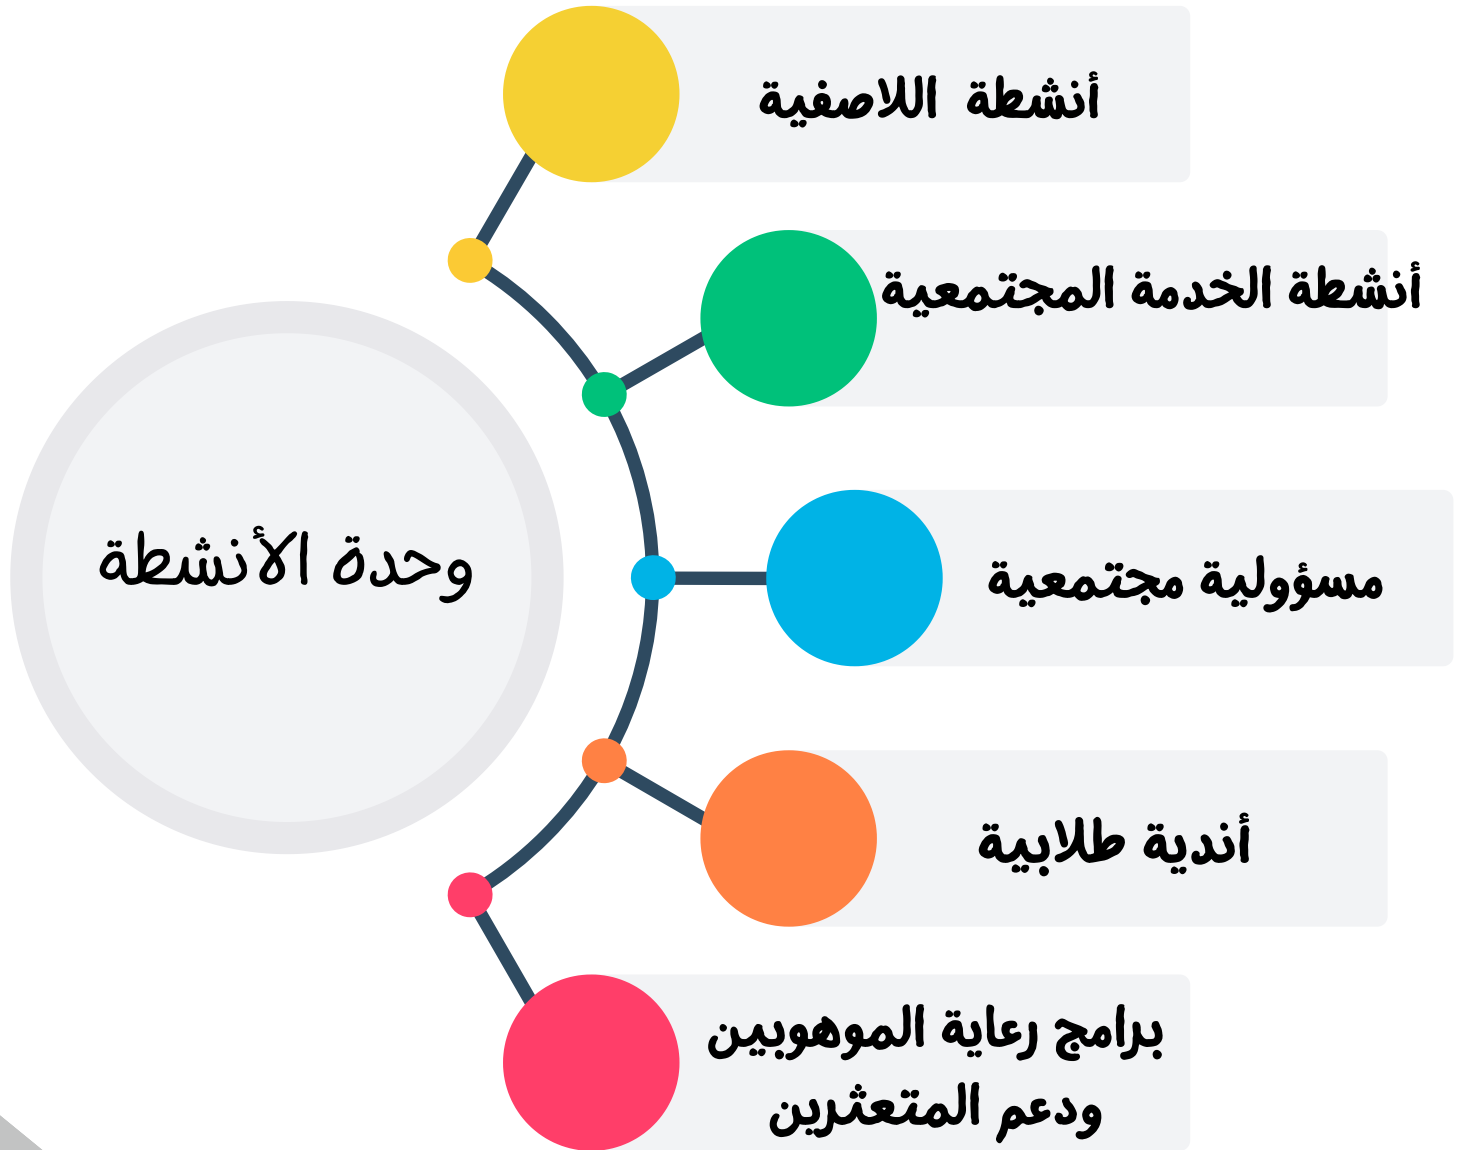 أنشطة اللاصفية
أنشطة الخدمة المجتمعية
وحدة الأنشطة
مسؤولية مجتمعية
أندية طلابية
برامج رعاية الموهوبين
ودعم المتعثرين